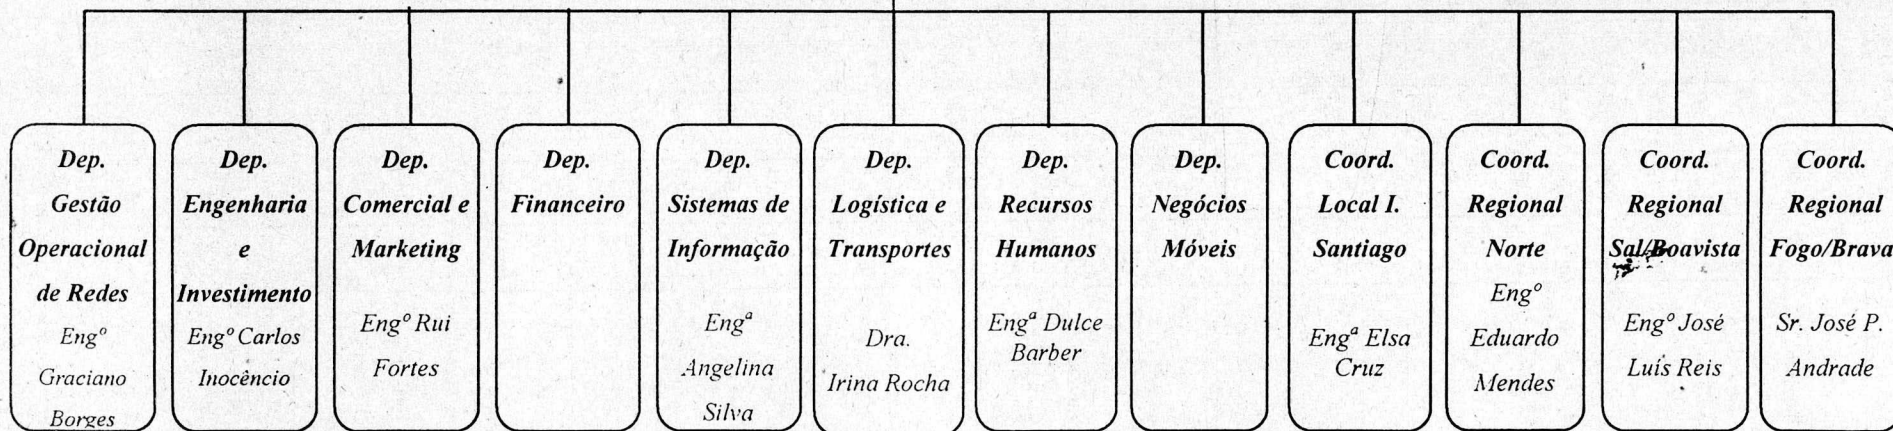 Dep.
Gestão
Operacional
de Redes
Engº
Graciano
Borges
Dep.
Engenharia
e
Investimento
Engº Carlos
Inocêncio
Dep.
Comercial e
Marketing
Engº Rui
Fortes
Dep.
Financeiro
Dep.
Sistemas de
Informação
Engª
Angelina
Silva
Dep.
Logística e
Transportes
Dra.
Irina Rocha
Dep.
Recursos
Humanos
Engª Dulce
Barber
Dep.
Negócios
Móveis
Coord.
Local I.
Santiago
Engª Elsa
Cruz
Coord.
Regional
Norte
Engº
Eduardo
Mendes
Coord.
Regional
Sal/Boavista
Engº José
Luís Reis
Coord.
Regional
Fogo/Brava
Sr. José P.
Andrade